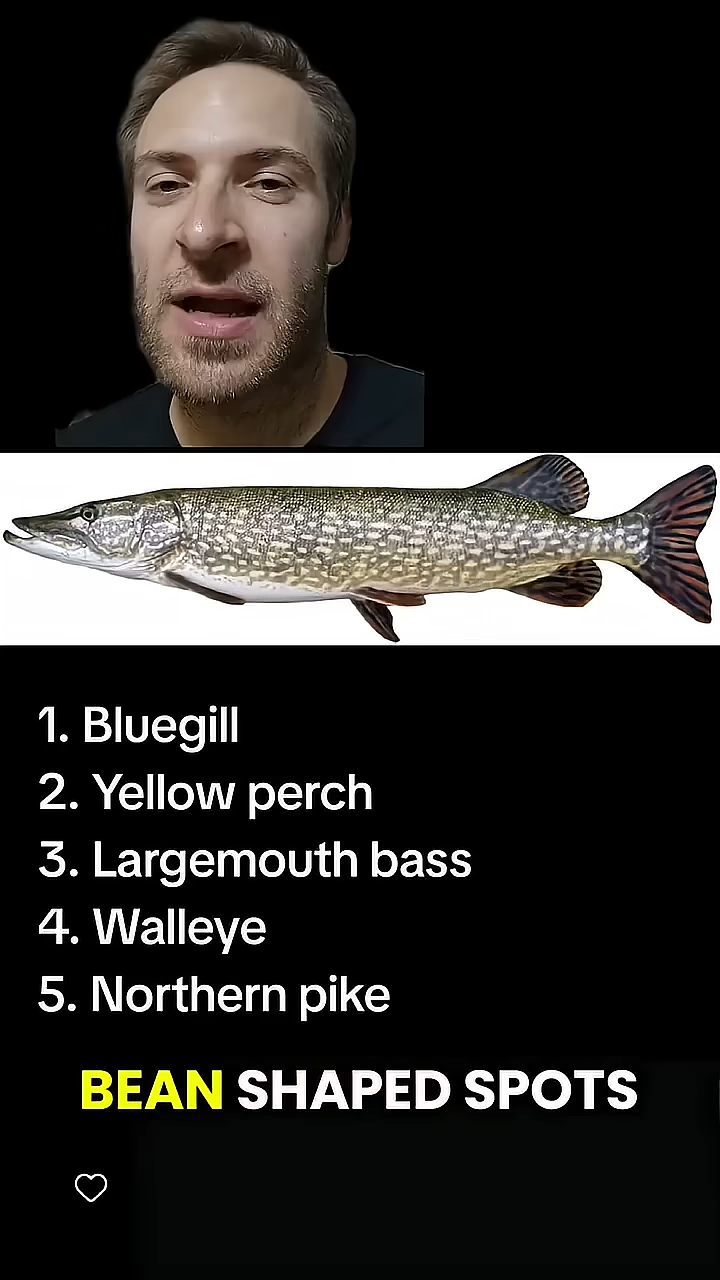 1. Bluegill
2. Yellow perch
3. Largemouth bass
4. Walleye
5. Northern pike
BEAN SHAPED SPOTS